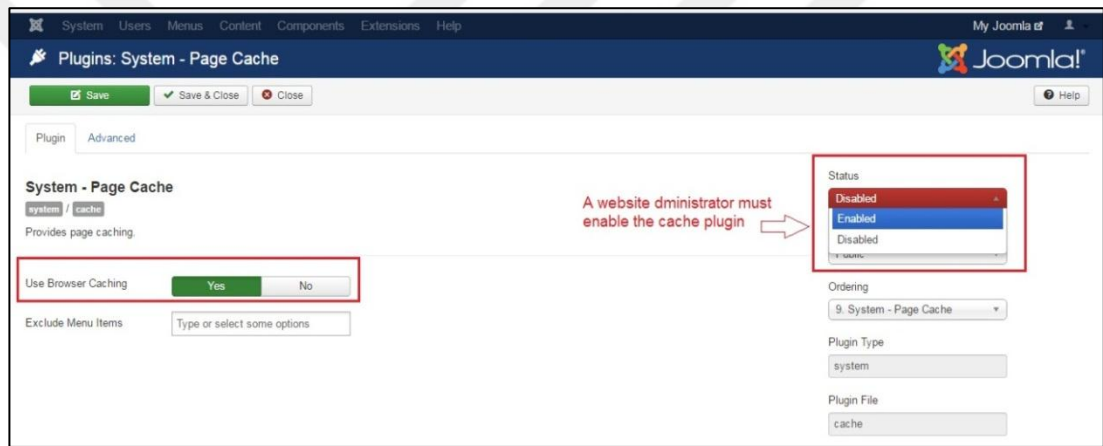 System Users Menus Content Components Extensions Help
My Joomla
Plugins: System - Page Cache
Joomla!®
Save
Save & Close
Close
Help
Plugin
Advanced
System - Page Cache
system / cache
Provides page caching.
Use Browser Caching
Yes
No
Exclude Menu Items
Type or select some options
A website dministrator must
enable the cache plugin
Status
Disabled
Enabled
Disabled
Public
Ordering
9. System - Page Cache
Plugin Type
system
Plugin File
cache